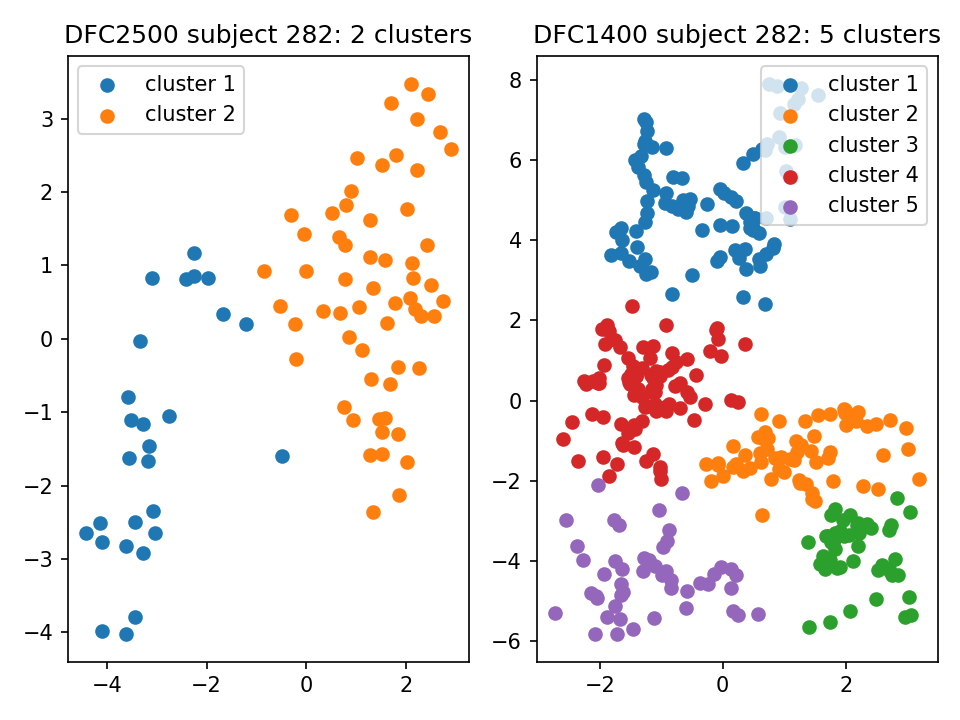 DFC2500 subject 282: 2 clusters
cluster 1
cluster 2
3
2
1
0
−1
−2
−3
−4
−4
−2
0
2
DFC1400 subject 282: 5 clusters
cluster 1
cluster 2
cluster 3
cluster 4
cluster 5
8
6
4
2
0
−2
−4
−6
−2
0
2